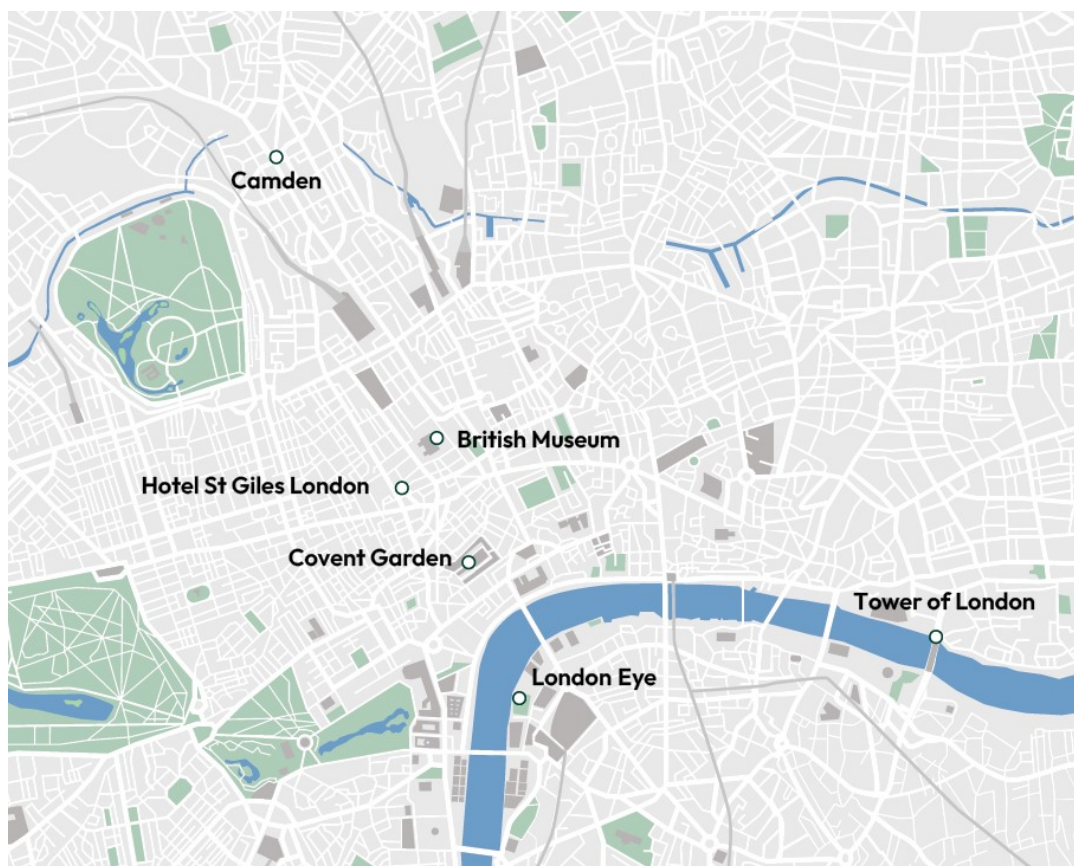 Camden
British Museum
Hotel St Giles London
Covent Garden
Tower of London
London Eye